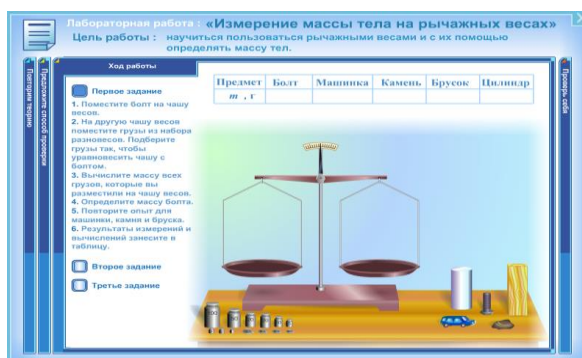 Лабораторная работа : «Измерение массы тела на рычажных весах»
Цель работы : научиться пользоваться рычажными весами и с их помощью
определять массу тел.
Повторим теорию
Предложите способ проверки
Ход работы
Первое задание
1. Поместите болт на чашу
весов.
2. На другую чашу весов
поместите грузы из набора
разновесов. Подберите
грузы так, чтобы
уравновесить чашу с
болтом.
3. Вычислите массу всех
грузов, которые вы
разместили на чашу весов.
4. Определите массу болта.
5. Повторите опыт для
машинки, камня и бруска.
6. Результаты измерений и
вычислений занесите в
таблицу.
Второе задание
Третье задание
Предмет Болт Машинка Камень Брусок Цилиндр
m , г
Проверь себя